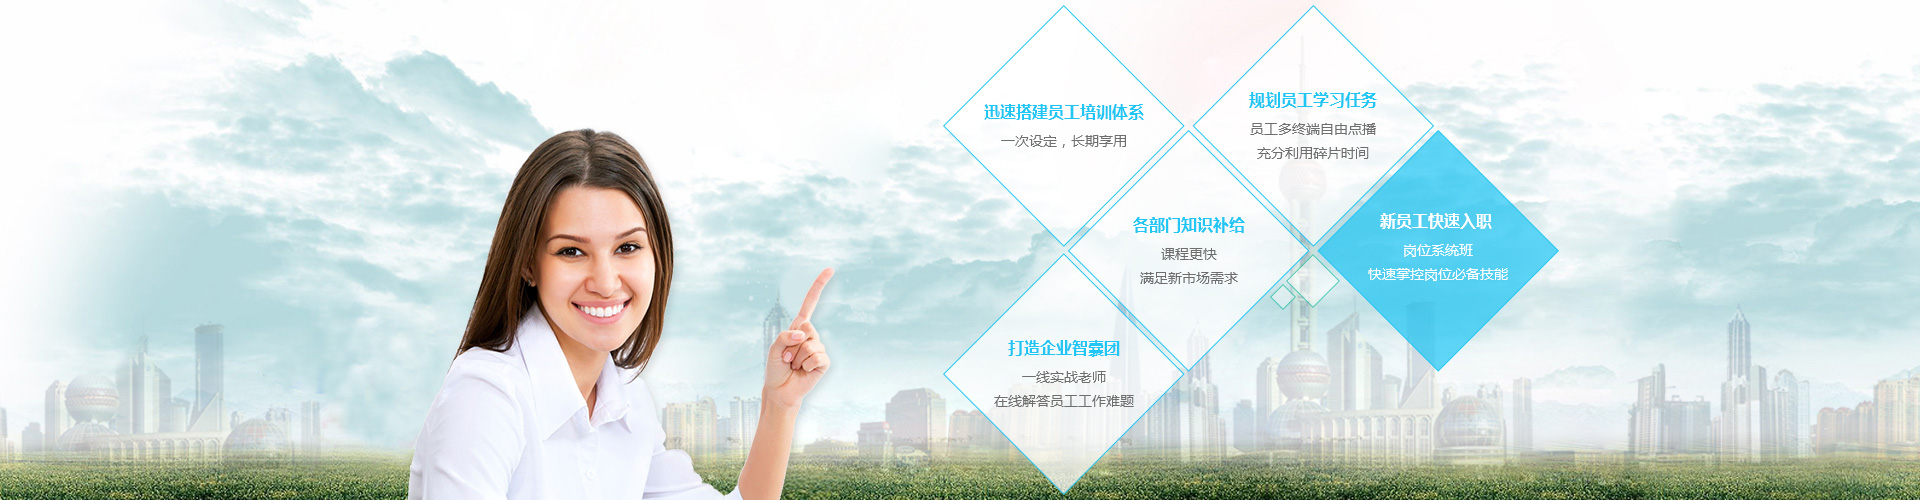 迅速搭建员工培训体系
一次设定，长期享用
规划员工学习任务
员工多终端自由点播
充分利用碎片时间
各部门知识补给
课程更快
满足新市场需求
新员工快速入职
岗位系统班
快速掌控岗位必备技能
打造企业智囊团
一线实战老师
在线解答员工工作难题